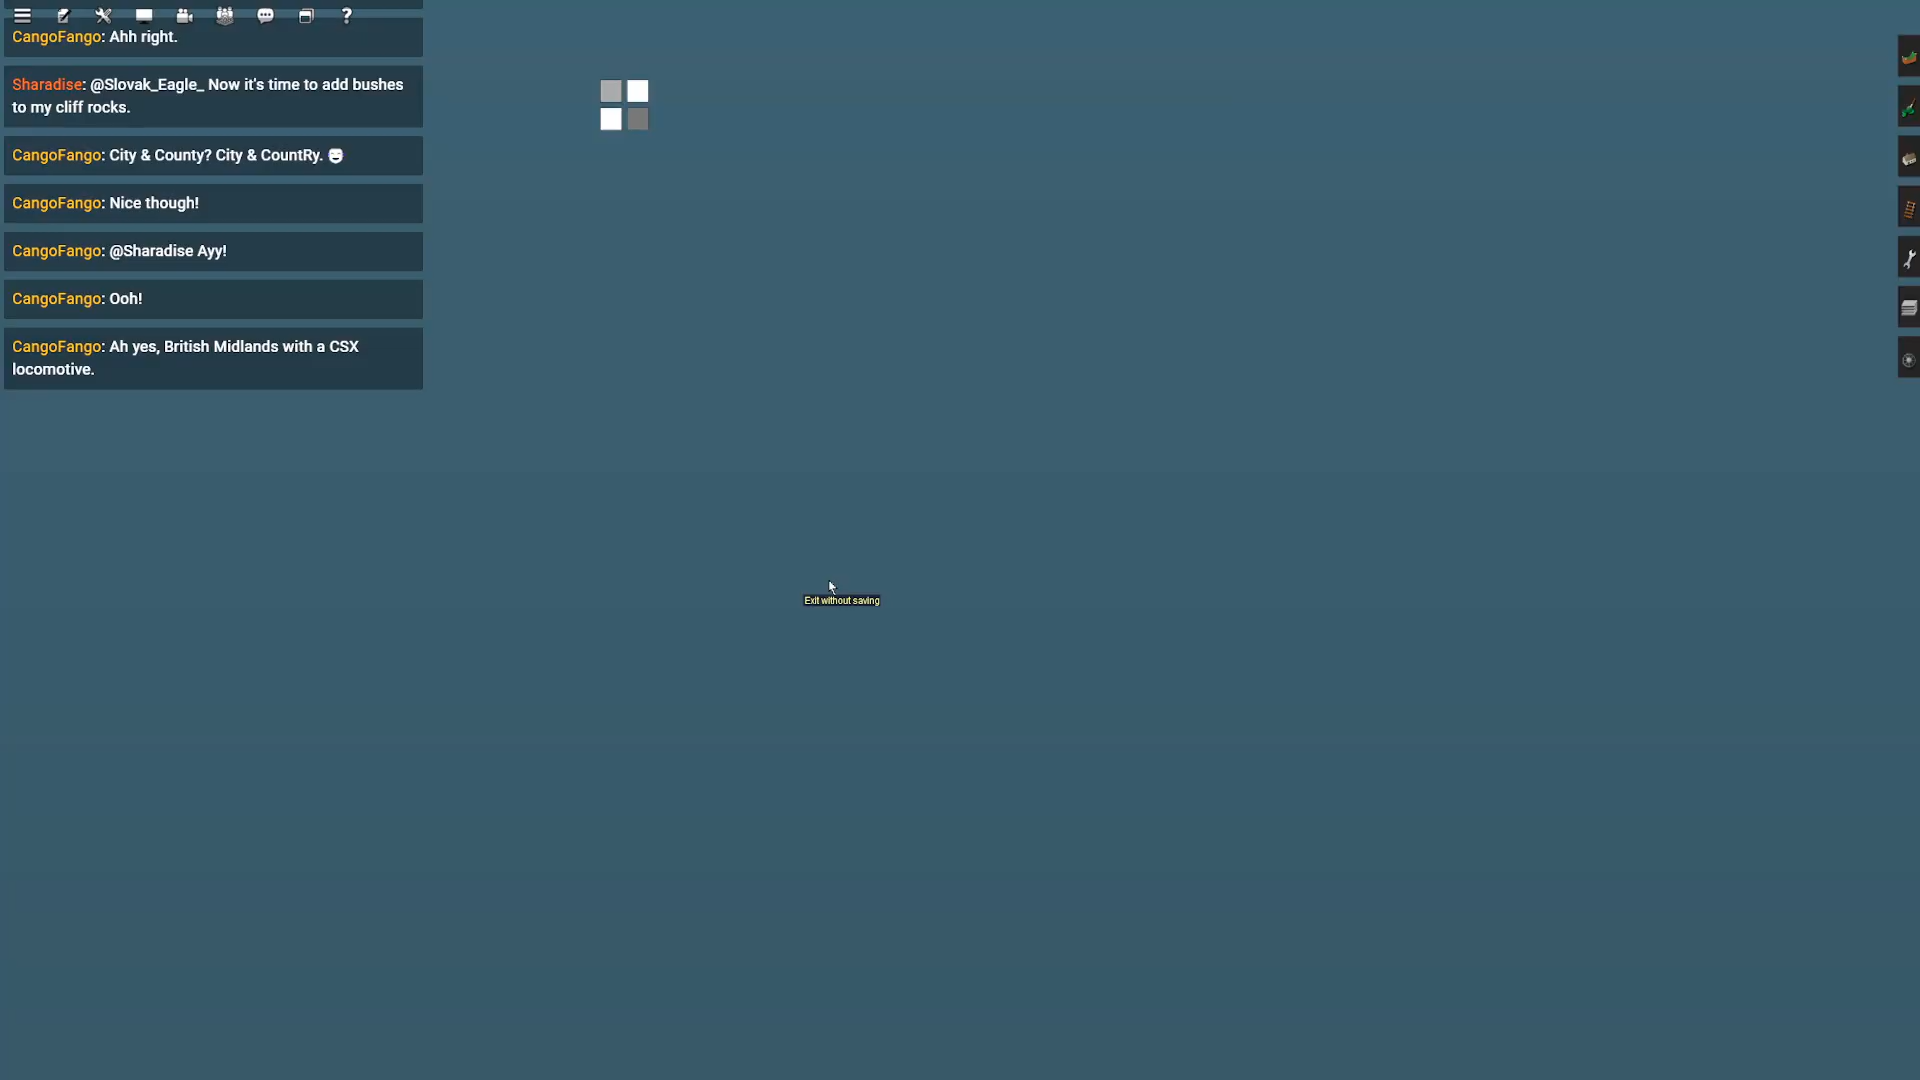 CangoFango: Ahh right.
Sharadise: @Slovak_Eagle_ Now it's time to add bushes
to my cliff rocks.
CangoFango: City & County? City & CountRy.
CangoFango: Nice though!
CangoFango: @Sharadise Ayy!
CangoFango: Ooh!
CangoFango: Ah yes, British Midlands with a CSX
locomotive.
Exit without saving